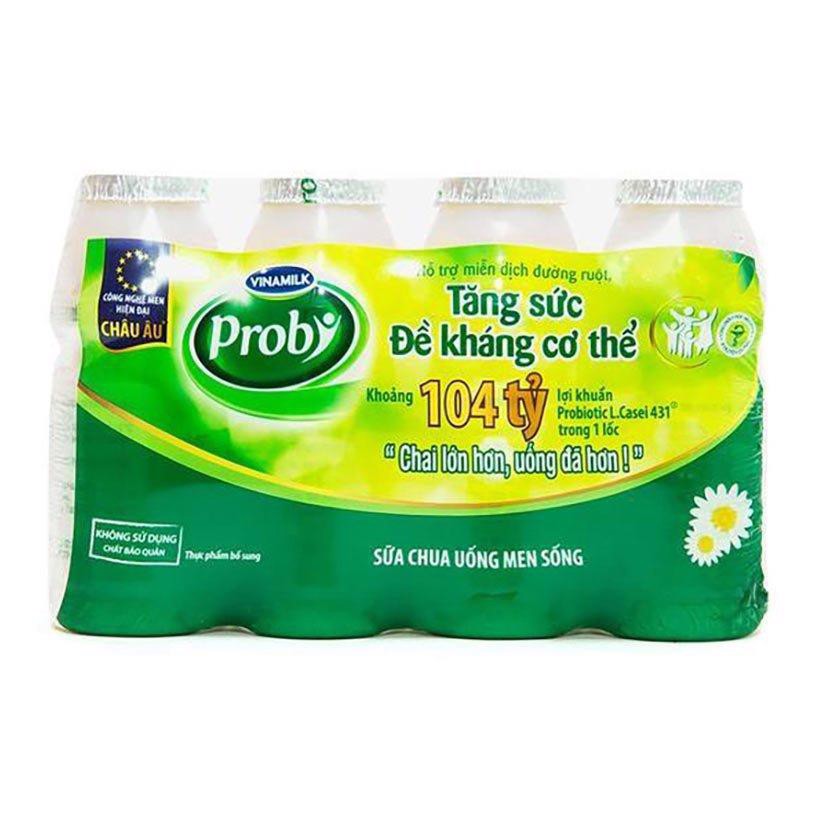 CÔNG NGHỆ MEN
HIỆN ĐẠI
CHÂU ÂU
VINAMILK
Proby
Hỗ trợ miễn dịch đường ruột,
Tăng sức
Đề kháng cơ thể
Khoảng
104 tỷ
lợi khuẩn
Probiotic L.Casei 431®
trong 1 lốc
“ Chai lớn hơn, uống đã hơn ! ”
KHÔNG SỬ DỤNG
CHẤT BẢO QUẢN
Thực phẩm bổ sung
SỮA CHUA UỐNG MEN SỐNG